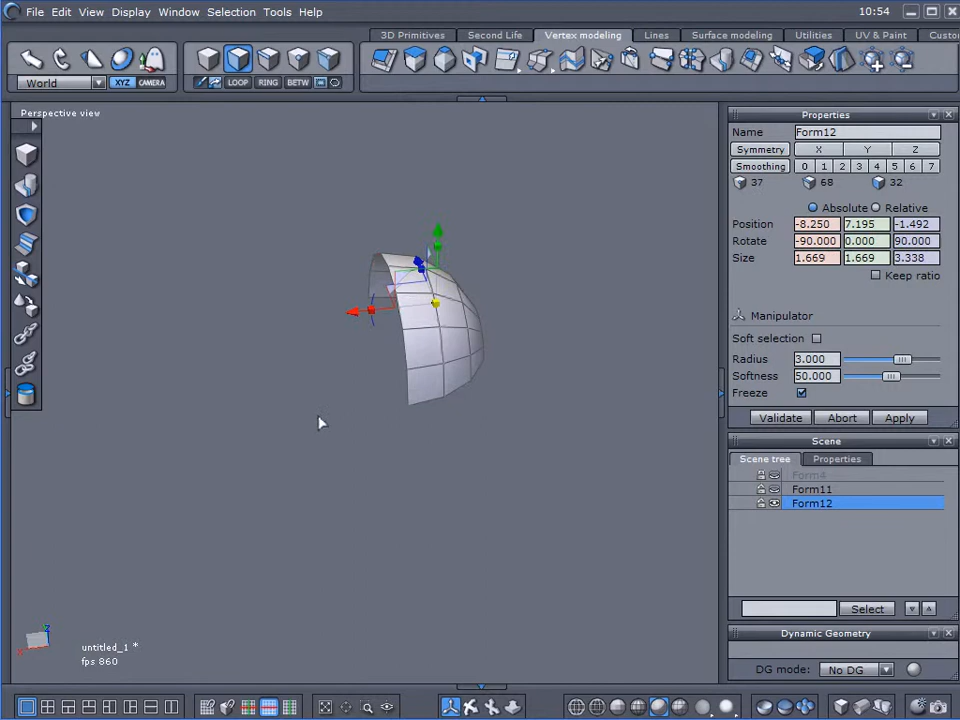 File Edit View Display Window Selection Tools Help 10:54
3D Primitives Second Life Vertex modeling Lines Surface modeling Utilities UV & Paint Custo
World XYZ CAMERA LOOP RING BETW
Perspective view
Properties
Name Form12
Symmetry X Y Z
Smoothing 0 1 2 3 4 5 6 7
37 68 32
Absolute Relative
Position -8.250 7.195 -1.492
Rotate -90.000 0.000 90.000
Size 1.669 1.669 3.338
Keep ratio
Manipulator
Soft selection
Radius 3.000
Softness 50.000
Freeze
Validate Abort Apply
Scene
Scene tree Properties
Form4
Form11
Form12
Select
Dynamic Geometry
DG mode: No DG
untitled_1 *
fps 860